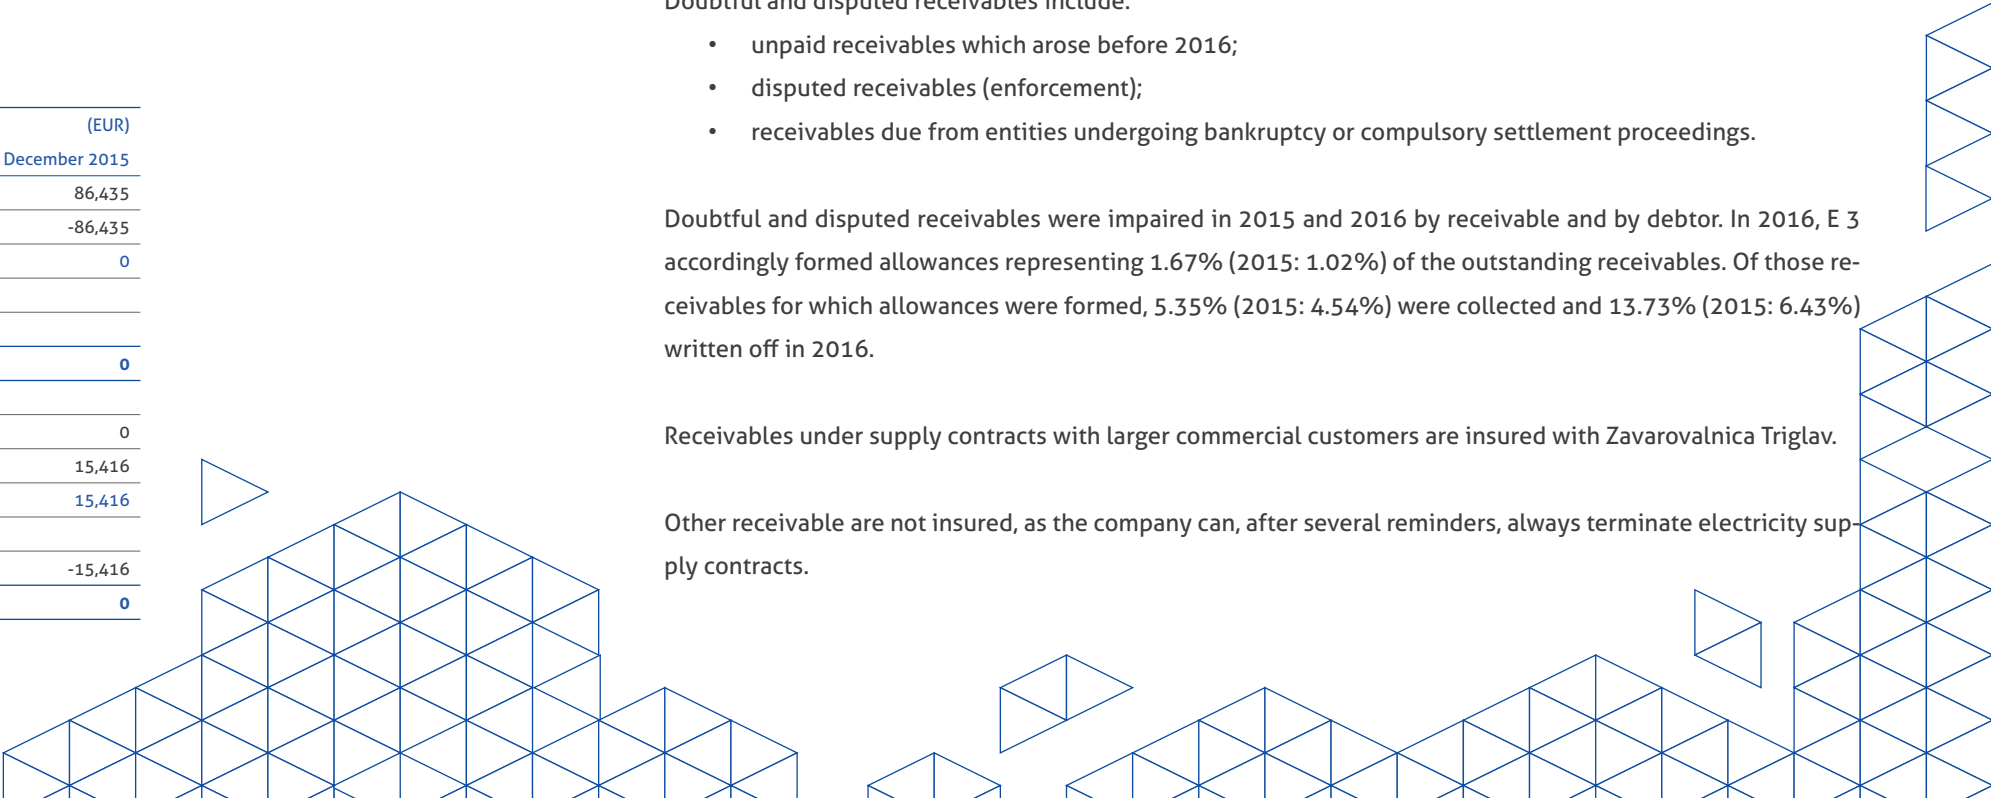 (EUR)
December 2015
86,435
-86,435
0
0
0
15,416
15,416
-15,416
0
Doubtful and disputed receivables include:
• unpaid receivables which arose before 2016;
• disputed receivables (enforcement);
• receivables due from entities undergoing bankruptcy or compulsory settlement proceedings.
Doubtful and disputed receivables were impaired in 2015 and 2016 by receivable and by debtor. In 2016, E 3
accordingly formed allowances representing 1.67% (2015: 1.02%) of the outstanding receivables. Of those re-
ceivables for which allowances were formed, 5.35% (2015: 4.54%) were collected and 13.73% (2015: 6.43%)
written off in 2016.
Receivables under supply contracts with larger commercial customers are insured with Zavarovalnica Triglav.
Other receivable are not insured, as the company can, after several reminders, always terminate electricity sup-
ply contracts.